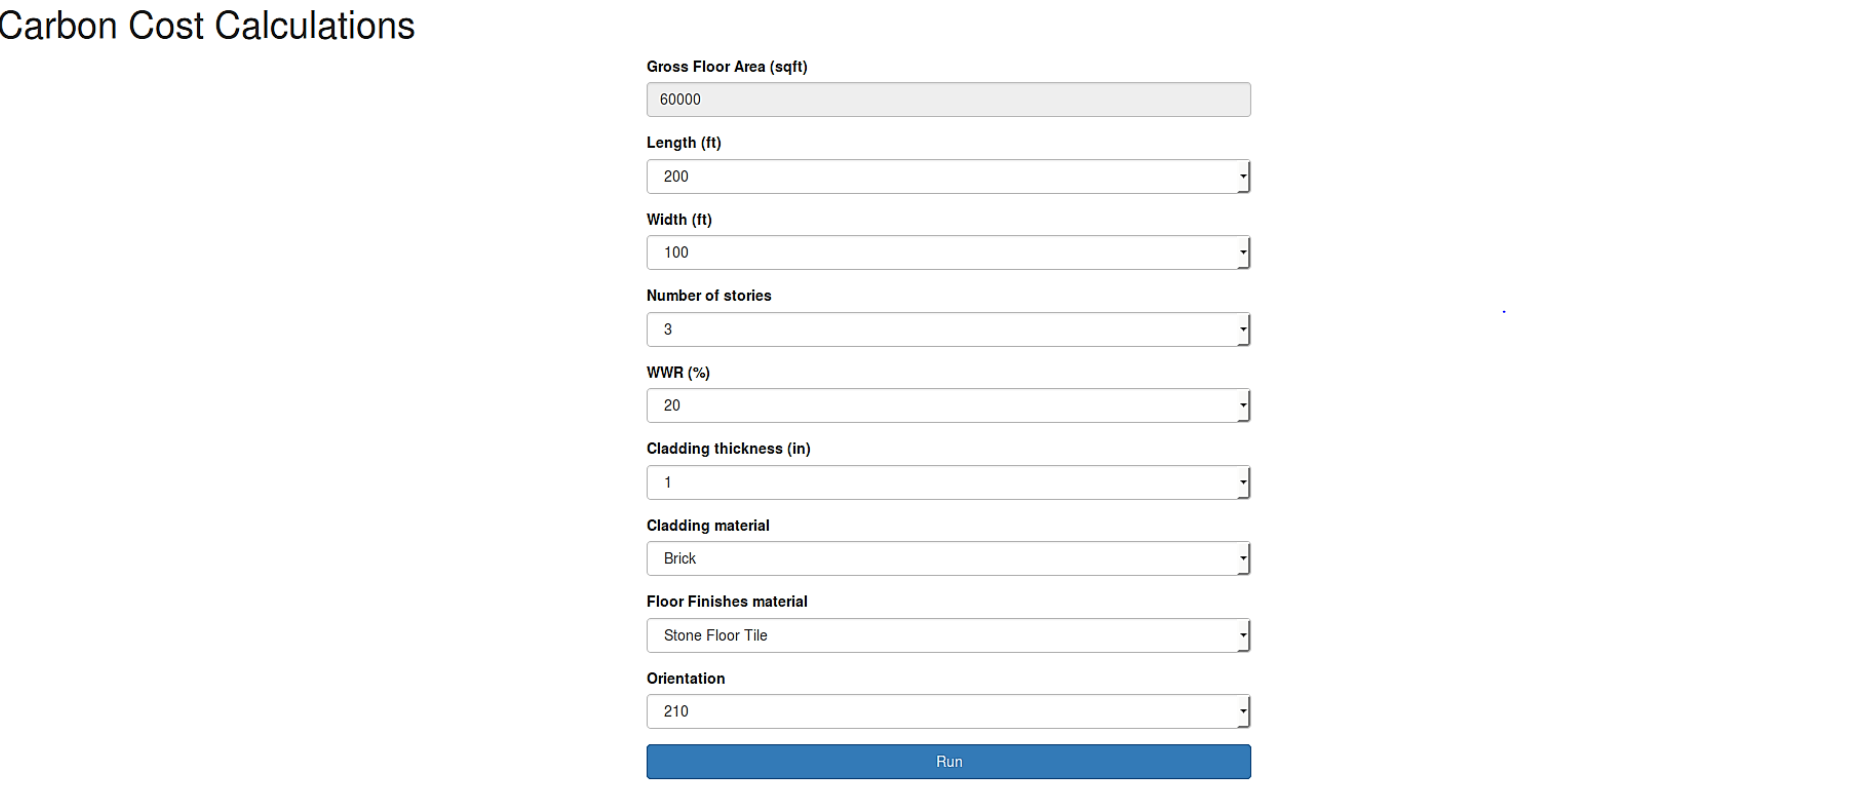 Carbon Cost Calculations
Gross Floor Area (sqft)
60000
Length (ft)
200
Width (ft)
100
Number of stories
3
WWR (%)
20
Cladding thickness (in)
1
Cladding material
Brick
Floor Finishes material
Stone Floor Tile
Orientation
210
Run